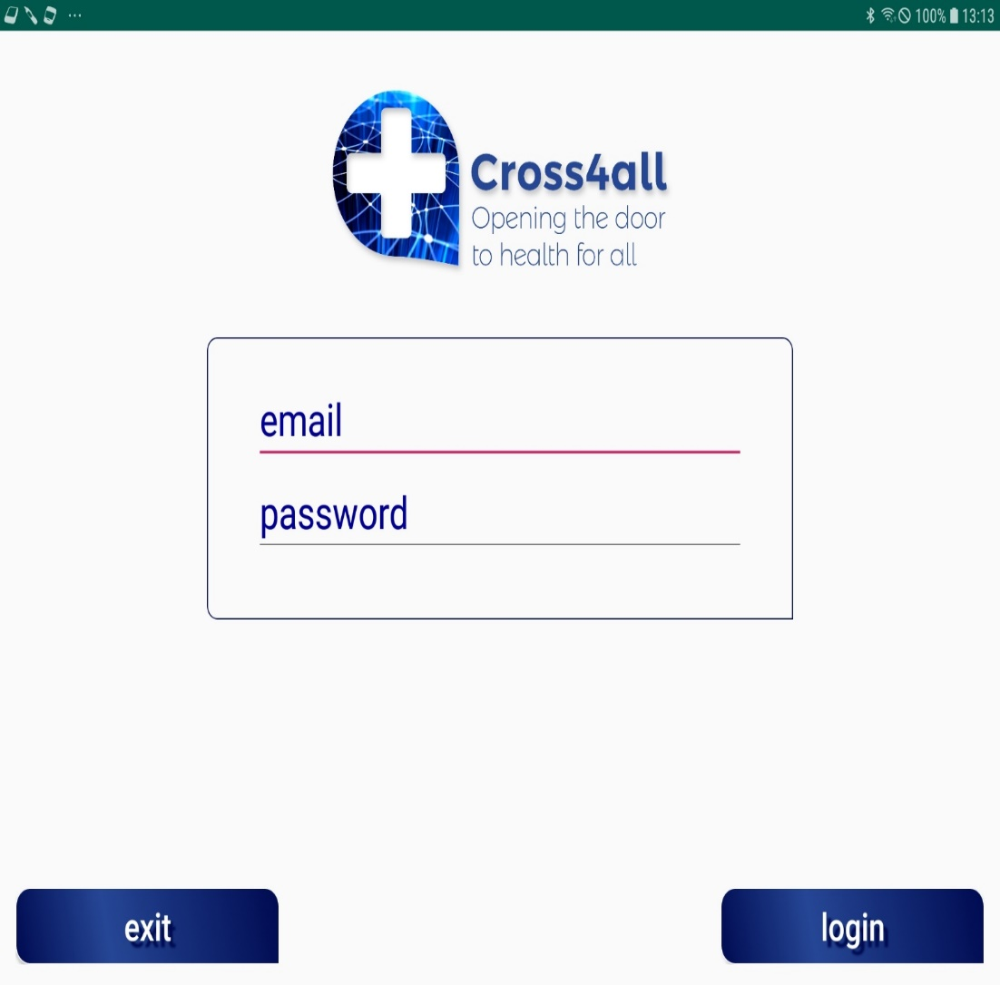 ... 100% 13:13
Cross4all
Opening the door
to health for all
email
password
exit
login